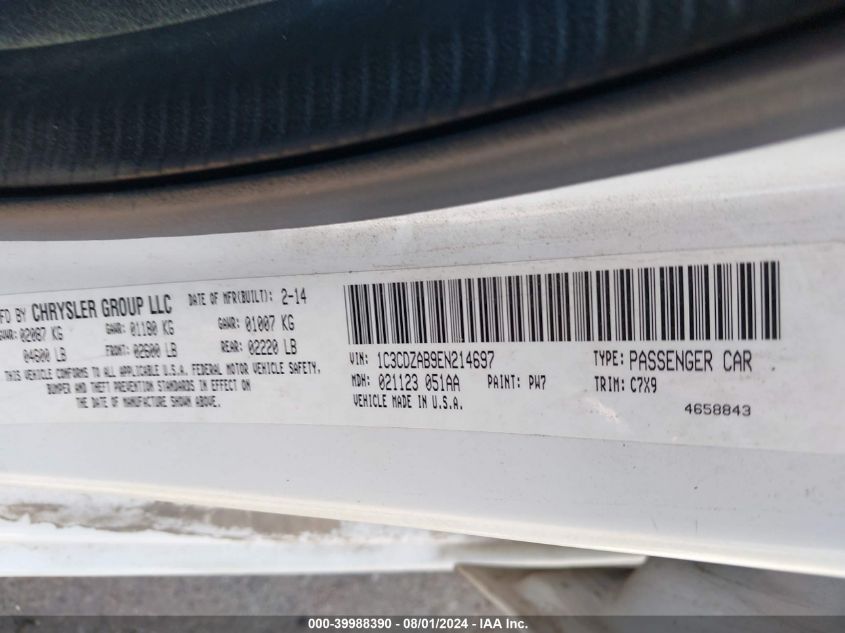 FD BY CHRYSLER GROUP LLC DATE OF MFR(BUILT): 2-14
GVWR: 02087 KG GAWR: 01180 KG GAWR: 01007 KG
04600 LB FRONT: 02600 LB REAR: 02220 LB
THIS VEHICLE CONFORMS TO ALL APPLICABLE U.S.A. FEDERAL MOTOR VEHICLE SAFETY,
BUMPER AND THEFT PREVENTION STANDARDS IN EFFECT ON
THE DATE OF MANUFACTURE SHOWN ABOVE.
VIN: 1C3CDZAB9EN214697 TYPE: PASSENGER CAR
MDH: 021123 051AA PAINT: PW7 TRIM: C7X9
VEHICLE MADE IN U.S.A.
4658843
000-39988390 - 08/01/2024 - IAA Inc.